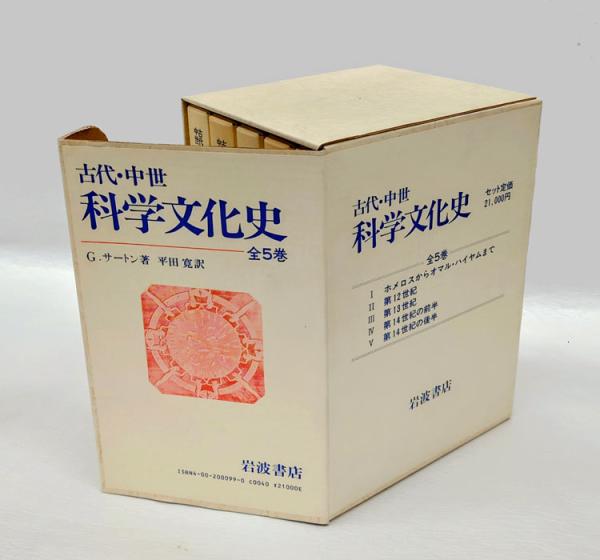 古代・中世
科学文化史
全5巻
G.サートン著 平田 寛訳
岩波書店
ISBN4-00-200099-0 C0040 ¥21000E
古代・中世
科学文化史
セット定価
21,000円
全5巻
I ホメロスからオマル・ハイヤムまで
II 第12世紀
III 第13世紀
IV 第14世紀の前半
V 第14世紀の後半
岩波書店